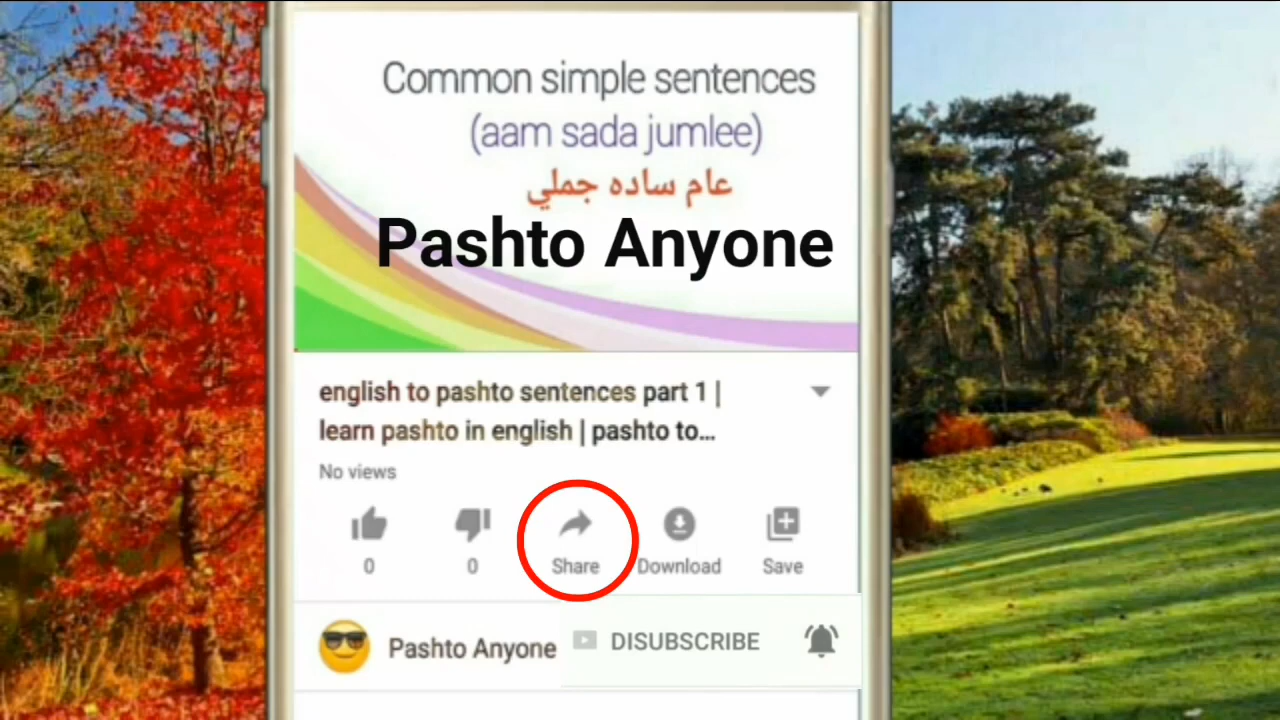 Common simple sentences
(aam sada jumlee)
عام ساده جملي
Pashto Anyone
english to pashto sentences part 1 |
learn pashto in english | pashto to...
No views
0
0
Share
Download
Save
Pashto Anyone
DISUBSCRIBE